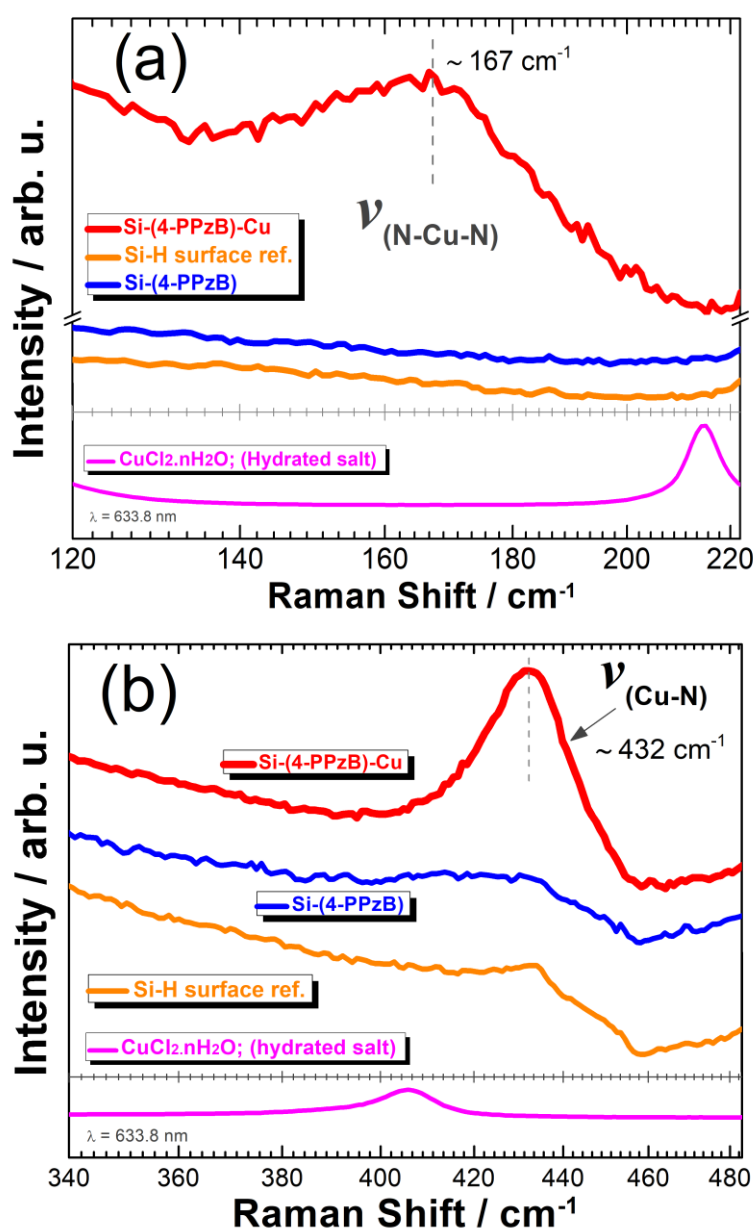 (a)
~ 167 cm-1
ν(N-Cu-N)
Si-(4-PPzB)-Cu
Si-H surface ref.
Si-(4-PPzB)
CuCl2.nH2O; (Hydrated salt)
λ = 633.8 nm
Intensity / arb. u.
120 140 160 180 200 220
Raman Shift / cm-1
(b)
ν(Cu-N)
~ 432 cm-1
Si-(4-PPzB)-Cu
Si-(4-PPzB)
Si-H surface ref.
CuCl2.nH2O; (hydrated salt)
λ = 633.8 nm
Intensity / arb. u.
340 360 380 400 420 440 460 480
Raman Shift / cm-1